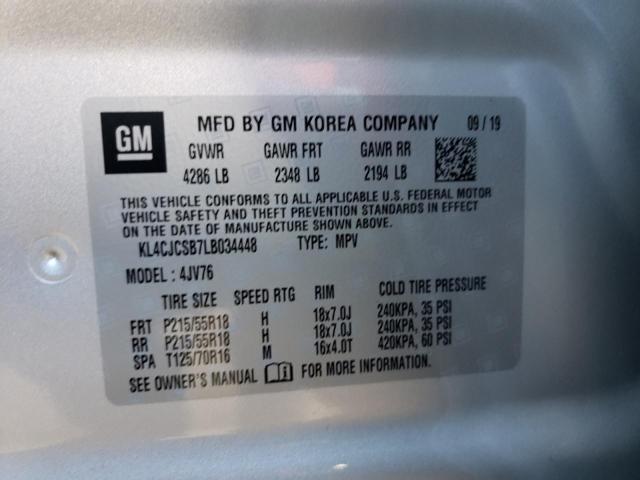 GM MFD BY GM KOREA COMPANY 09/19
GVWR GAWR FRT GAWR RR
4286 LB 2348 LB 2194 LB
THIS VEHICLE CONFORMS TO ALL APPLICABLE U.S. FEDERAL MOTOR
VEHICLE SAFETY AND THEFT PREVENTION STANDARDS IN EFFECT
ON THE DATE OF MANUFACTURE SHOWN ABOVE.
KL4CJCSB7LB034448 TYPE: MPV
MODEL: 4JV76
TIRE SIZE SPEED RTG RIM COLD TIRE PRESSURE
FRT P215/55R18 H 18x7.0J 240KPA, 35 PSI
RR P215/55R18 H 18x7.0J 240KPA, 35 PSI
SPA T125/70R16 M 16x4.0T 420KPA, 60 PSI
SEE OWNER'S MANUAL FOR MORE INFORMATION.